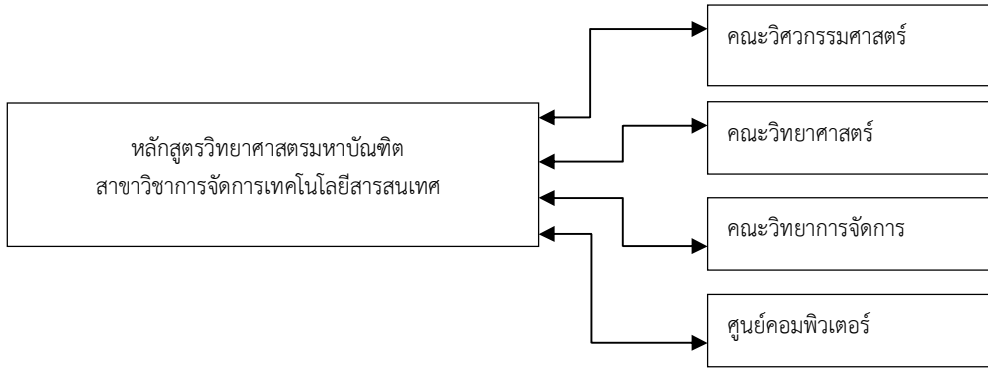 คณะวิศวกรรมศาสตร์
หลักสูตรวิทยาศาสตรมหาบัณฑิต
สาขาวิชาการจัดการเทคโนโลยีสารสนเทศ
คณะวิทยาศาสตร์
คณะวิทยาการจัดการ
ศูนย์คอมพิวเตอร์